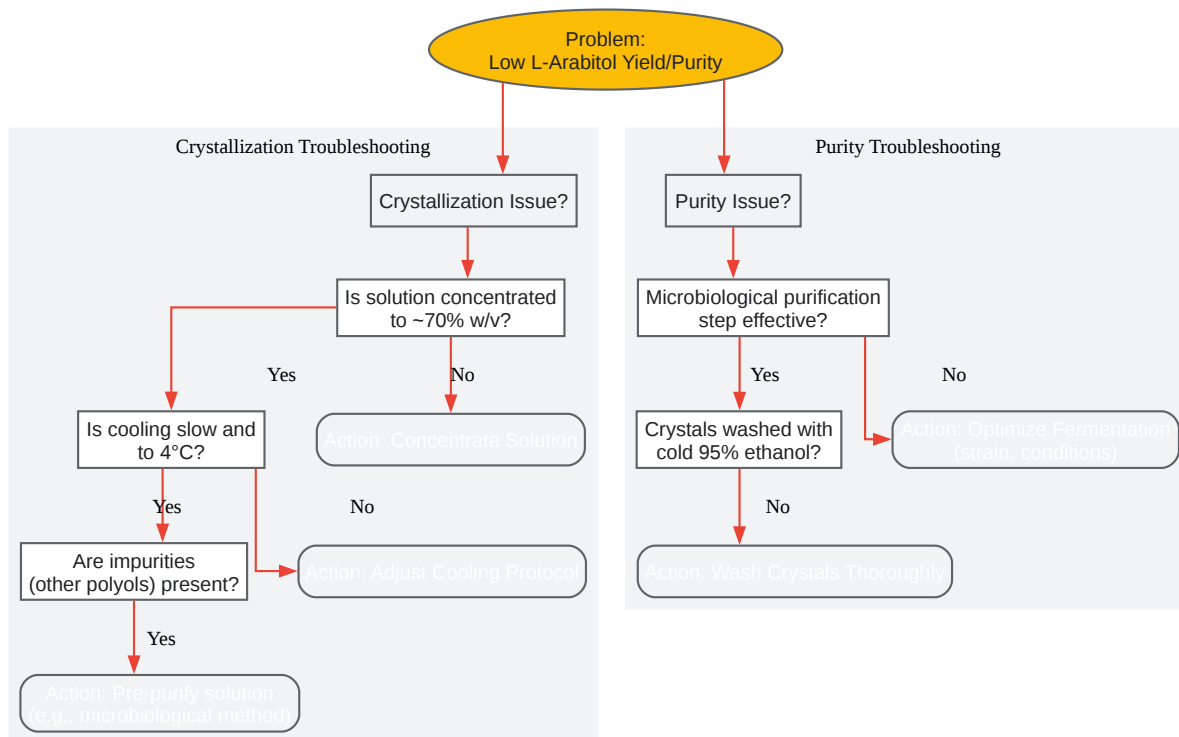 Problem:
Low L-Arabitol Yield/Purity
Crystallization Troubleshooting
Crystallization Issue?
Is solution concentrated
to ~70% w/v?
Yes
No
Is cooling slow and
to 4°C?
Action: Concentrate Solution
Yes
No
Are impurities
(other polyols) present?
Action: Adjust Cooling Protocol
Yes
Action: Pre-purify solution
(e.g., microbiological method)
Purity Troubleshooting
Purity Issue?
Microbiological purification
step effective?
Yes
No
Crystals washed with
cold 95% ethanol?
Action: Optimize Fermentation
(strain, conditions)
No
Action: Wash Crystals Thoroughly